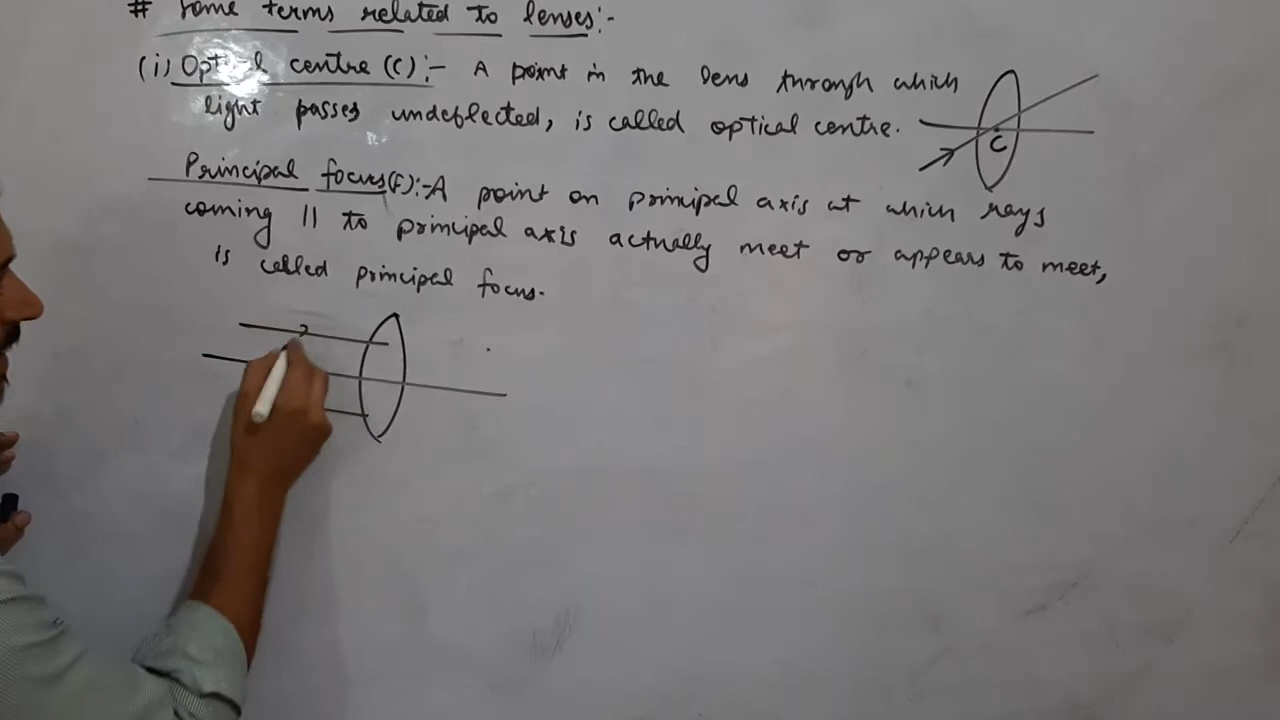 # Some terms related to lenses:-
(i) Optical centre (C):- A point in the lens through which
light passes undeflected, is called optical centre.
C
Principal focus(F):- A point on principal axis at which rays
coming || to principal axis actually meet or appears to meet,
is called principal focus.